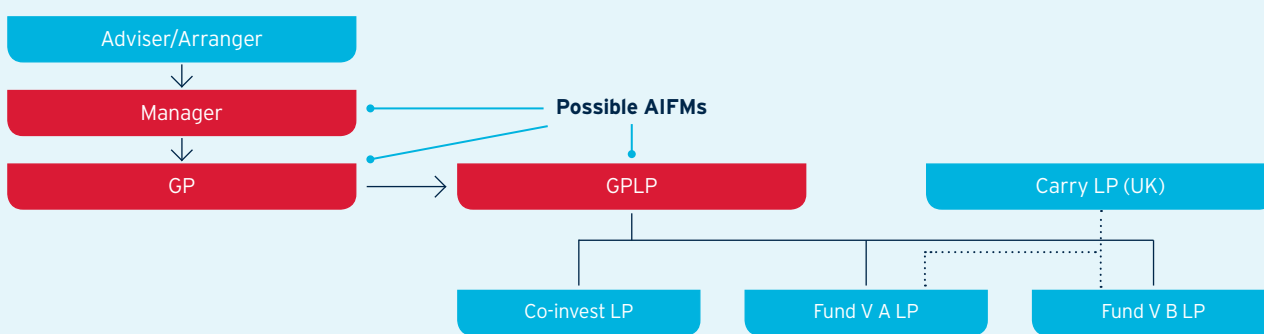 Adviser/Arranger
Manager
Possible AIFMs
GP
GPLP
Carry LP (UK)
Co-invest LP
Fund V A LP
Fund V B LP